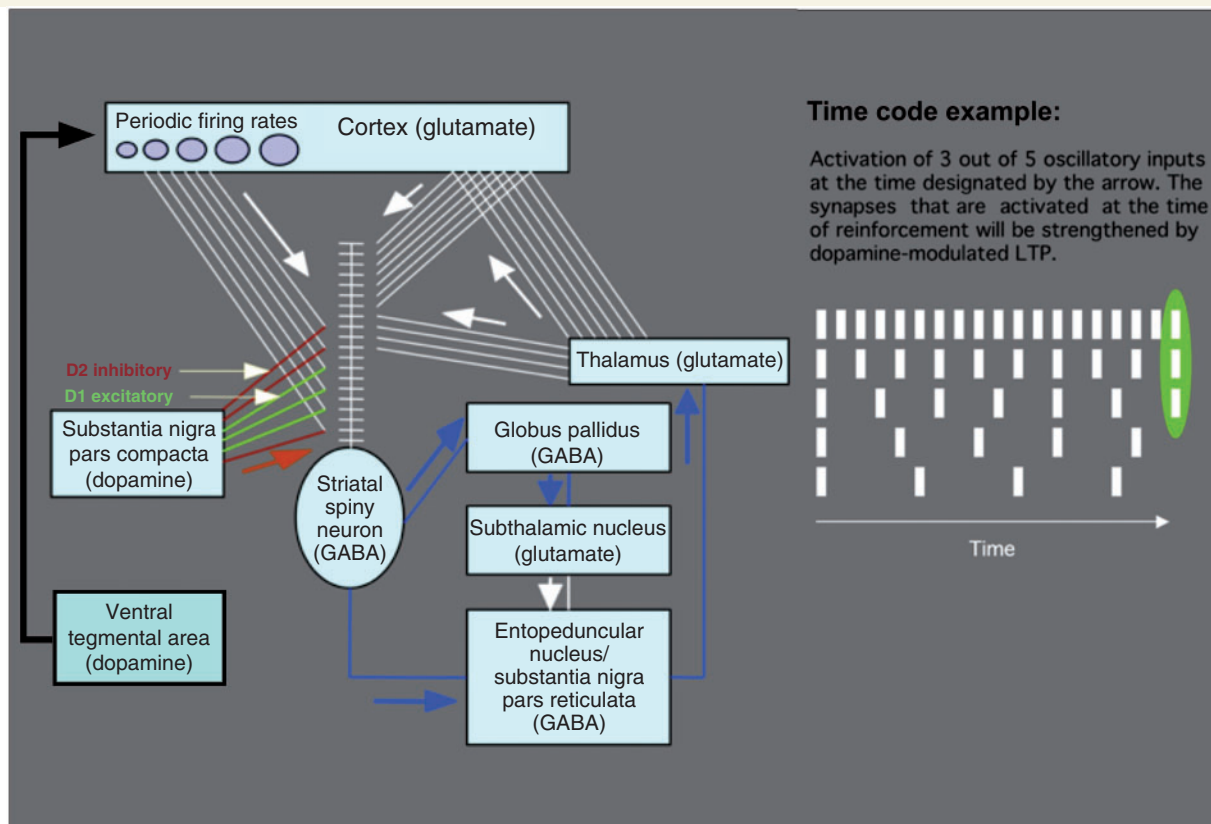 Periodic firing rates
Cortex (glutamate)
D2 inhibitory
D1 excitatory
Substantia nigra
pars compacta
(dopamine)
Striatal
spiny
neuron
(GABA)
Thalamus (glutamate)
Globus pallidus
(GABA)
Subthalamic nucleus
(glutamate)
Ventral
tegmental area
(dopamine)
Entopeduncular
nucleus/
substantia nigra
pars reticulata
(GABA)
Time code example:
Activation of 3 out of 5 oscillatory inputs
at the time designated by the arrow. The
synapses that are activated at the time
of reinforcement will be strengthened by
dopamine-modulated LTP.
Time